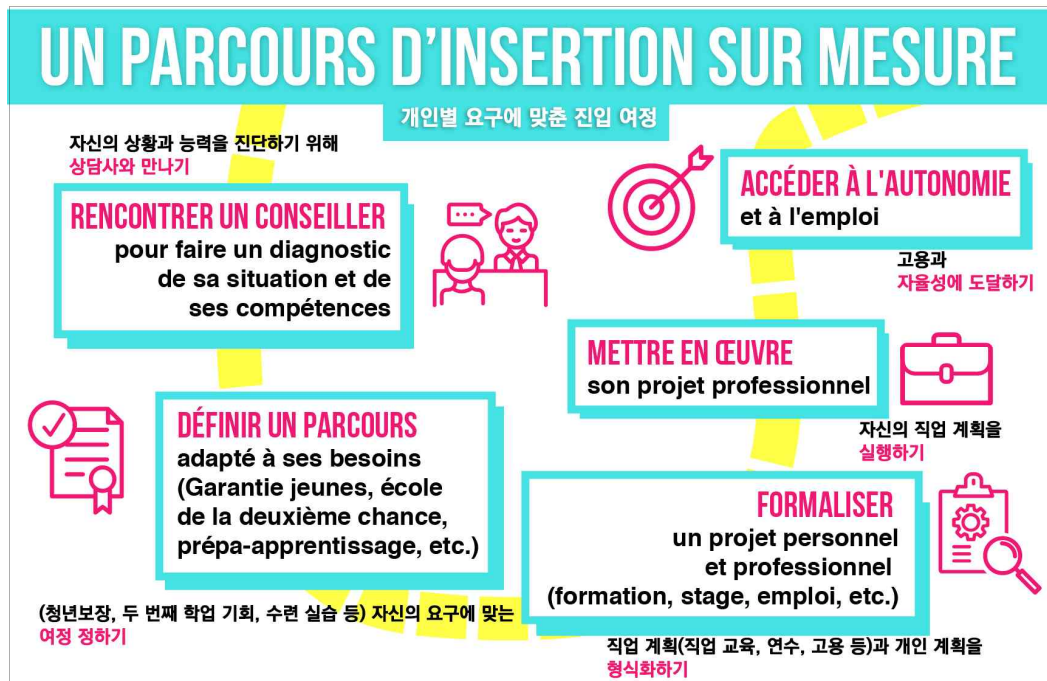 UN PARCOURS D'INSERTION SUR MESURE
개인별 요구에 맞춘 진입 여정
자신의 상황과 능력을 진단하기 위해
상담사와 만나기
RENCONTRER UN CONSEILLER
pour faire un diagnostic
de sa situation et de
ses compétences
DÉFINIR UN PARCOURS
adapté à ses besoins
(Garantie jeunes, école
de la deuxième chance,
prépa-apprentissage, etc.)
(청년보장, 두 번째 학업 기회, 수련 실습 등) 자신의 요구에 맞는
여정 정하기
FORMALISER
un projet personnel
et professionnel
(formation, stage, emploi, etc.)
직업 계획(직업 교육, 연수, 고용 등)과 개인 계획을
형식화하기
METTRE EN ŒUVRE
son projet professionnel
자신의 직업 계획을
실행하기
ACCÉDER À L'AUTONOMIE
et à l'emploi
고용과
자율성에 도달하기